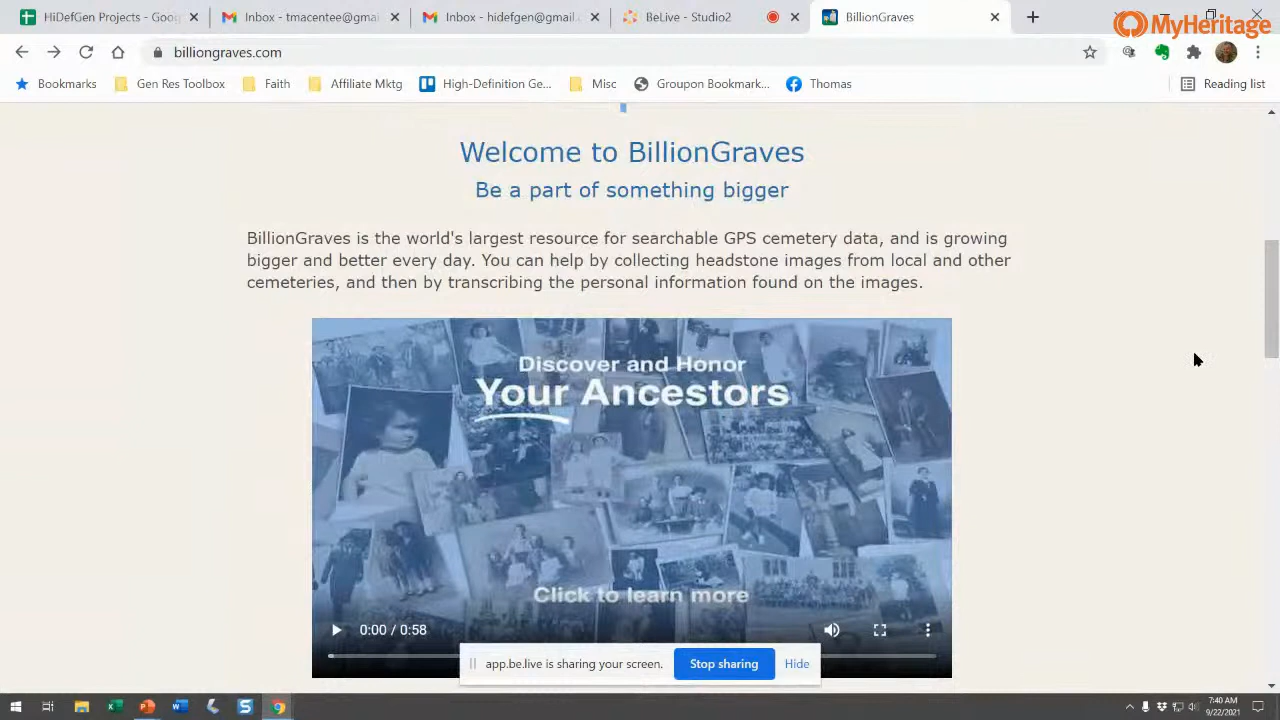 HiDefGen Projects - Goog
Inbox - tmacentee@gmai
Inbox - hidefgen@gmail
BeLive - Studio2
BillionGraves
MyHeritage
billiongraves.com
Bookmarks
Gen Res Toolbox
Faith
Affiliate Mktg
High-Definition Ge...
Misc
Groupon Bookmark...
Thomas
Reading list
Welcome to BillionGraves
Be a part of something bigger
BillionGraves is the world's largest resource for searchable GPS cemetery data, and is growing
bigger and better every day. You can help by collecting headstone images from local and other
cemeteries, and then by transcribing the personal information found on the images.
Discover and Honor
Your Ancestors
Click to learn more
0:00 / 0:58
app.be.live is sharing your screen.
Stop sharing
Hide
7:40 AM
9/22/2021